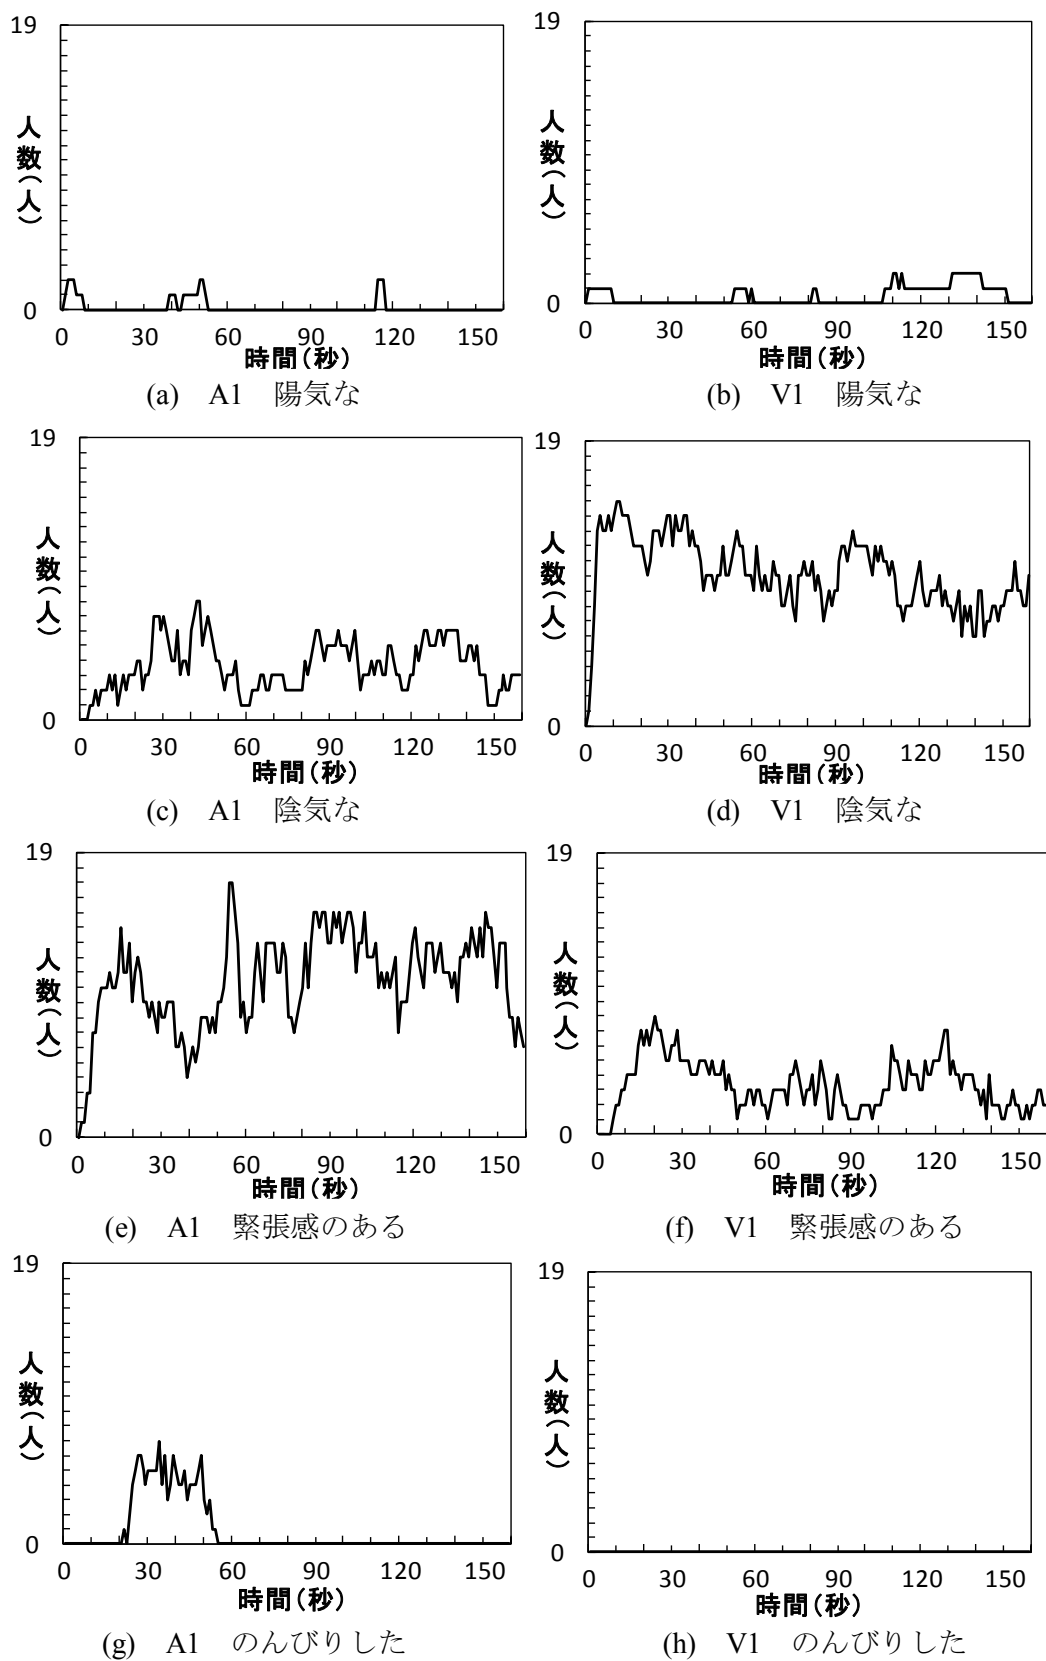 19
人数(人)
0
0 30 60 90 120 150
時間(秒)
(a) A1 陽気な
19
人数(人)
0
0 30 60 90 120 150
時間(秒)
(b) V1 陽気な
19
人数(人)
0
0 30 60 90 120 150
時間(秒)
(c) A1 陰気な
19
人数(人)
0
0 30 60 90 120 150
時間(秒)
(d) V1 陰気な
19
人数(人)
0
0 30 60 90 120 150
時間(秒)
(e) A1 緊張感のある
19
人数(人)
0
0 30 60 90 120 150
時間(秒)
(f) V1 緊張感のある
19
人数(人)
0
0 30 60 90 120 150
時間(秒)
(g) A1 のんびりした
19
人数(人)
0
0 30 60 90 120 150
時間(秒)
(h) V1 のんびりした